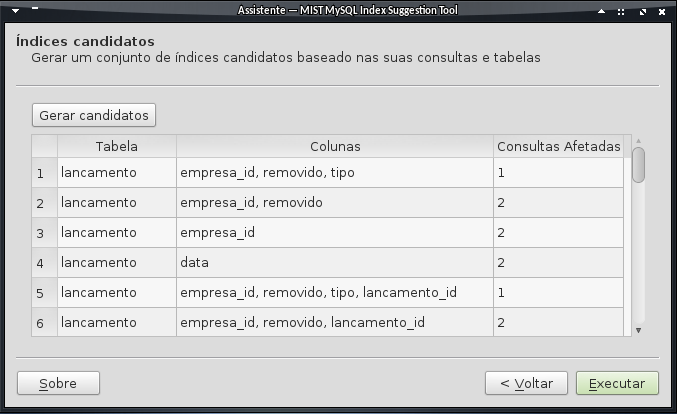 Assistente — MIST MySQL Index Suggestion Tool
Índices candidatos
Gerar um conjunto de índices candidatos baseado nas suas consultas e tabelas
Gerar candidatos
Tabela Colunas Consultas Afetadas
1 lancamento empresa_id, removido, tipo 1
2 lancamento empresa_id, removido 2
3 lancamento empresa_id 2
4 lancamento data 2
5 lancamento empresa_id, removido, tipo, lancamento_id 1
6 lancamento empresa_id, removido, lancamento_id 2
Sobre < Voltar Executar